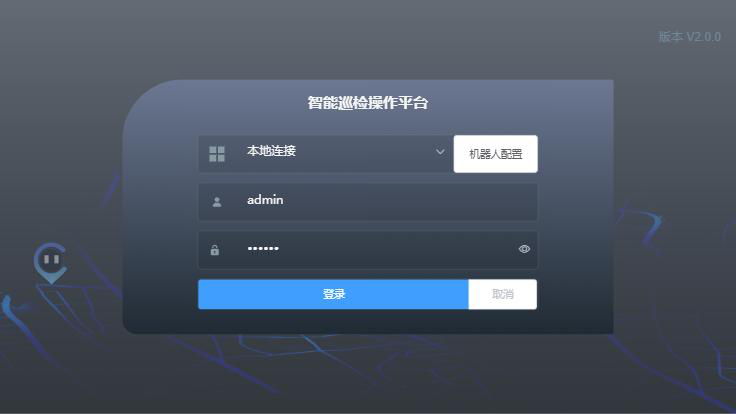 版本 V2.0.0
智能巡检操作平台
本地连接
机器人配置
admin
••••••
登录
取消